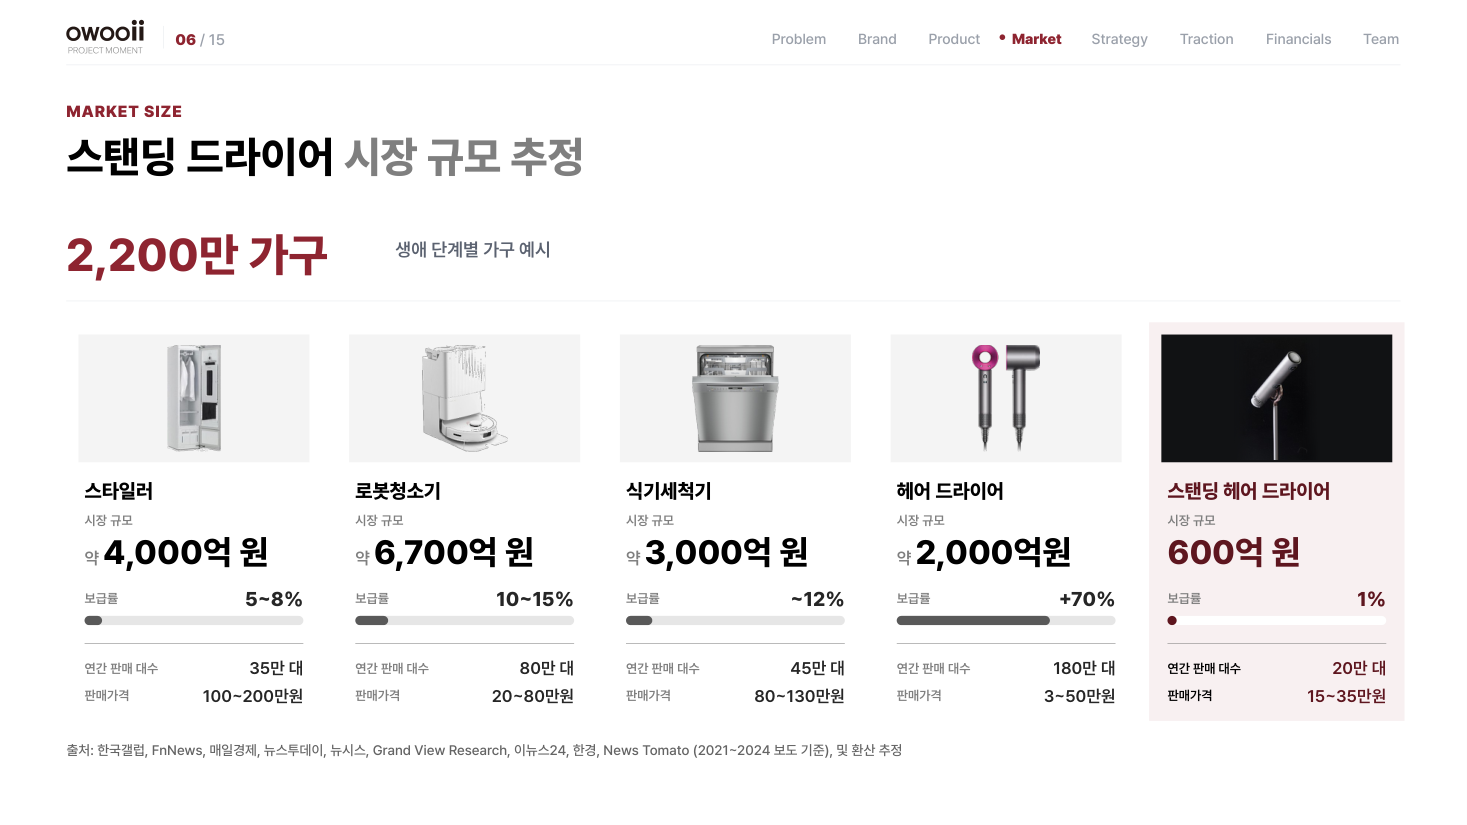 owooii
PROJECT MOMENT
06 / 15
Problem Brand Product • Market Strategy Traction Financials Team
MARKET SIZE
스탠딩 드라이어 시장 규모 추정
2,200만 가구
생애 단계별 가구 예시
스타일러
시장 규모
약 4,000억 원
보급률 5~8%
연간 판매 대수 35만 대
판매가격 100~200만원
로봇청소기
시장 규모
약 6,700억 원
보급률 10~15%
연간 판매 대수 80만 대
판매가격 20~80만원
식기세척기
시장 규모
약 3,000억 원
보급률 ~12%
연간 판매 대수 45만 대
판매가격 80~130만원
헤어 드라이어
시장 규모
약 2,000억원
보급률 +70%
연간 판매 대수 180만 대
판매가격 3~50만원
스탠딩 헤어 드라이어
시장 규모
600억 원
보급률 1%
연간 판매 대수 20만 대
판매가격 15~35만원
출처: 한국갤럽, FnNews, 매일경제, 뉴스투데이, 뉴시스, Grand View Research, 이뉴스24, 한경, News Tomato (2021~2024 보도 기준), 및 환산 추정